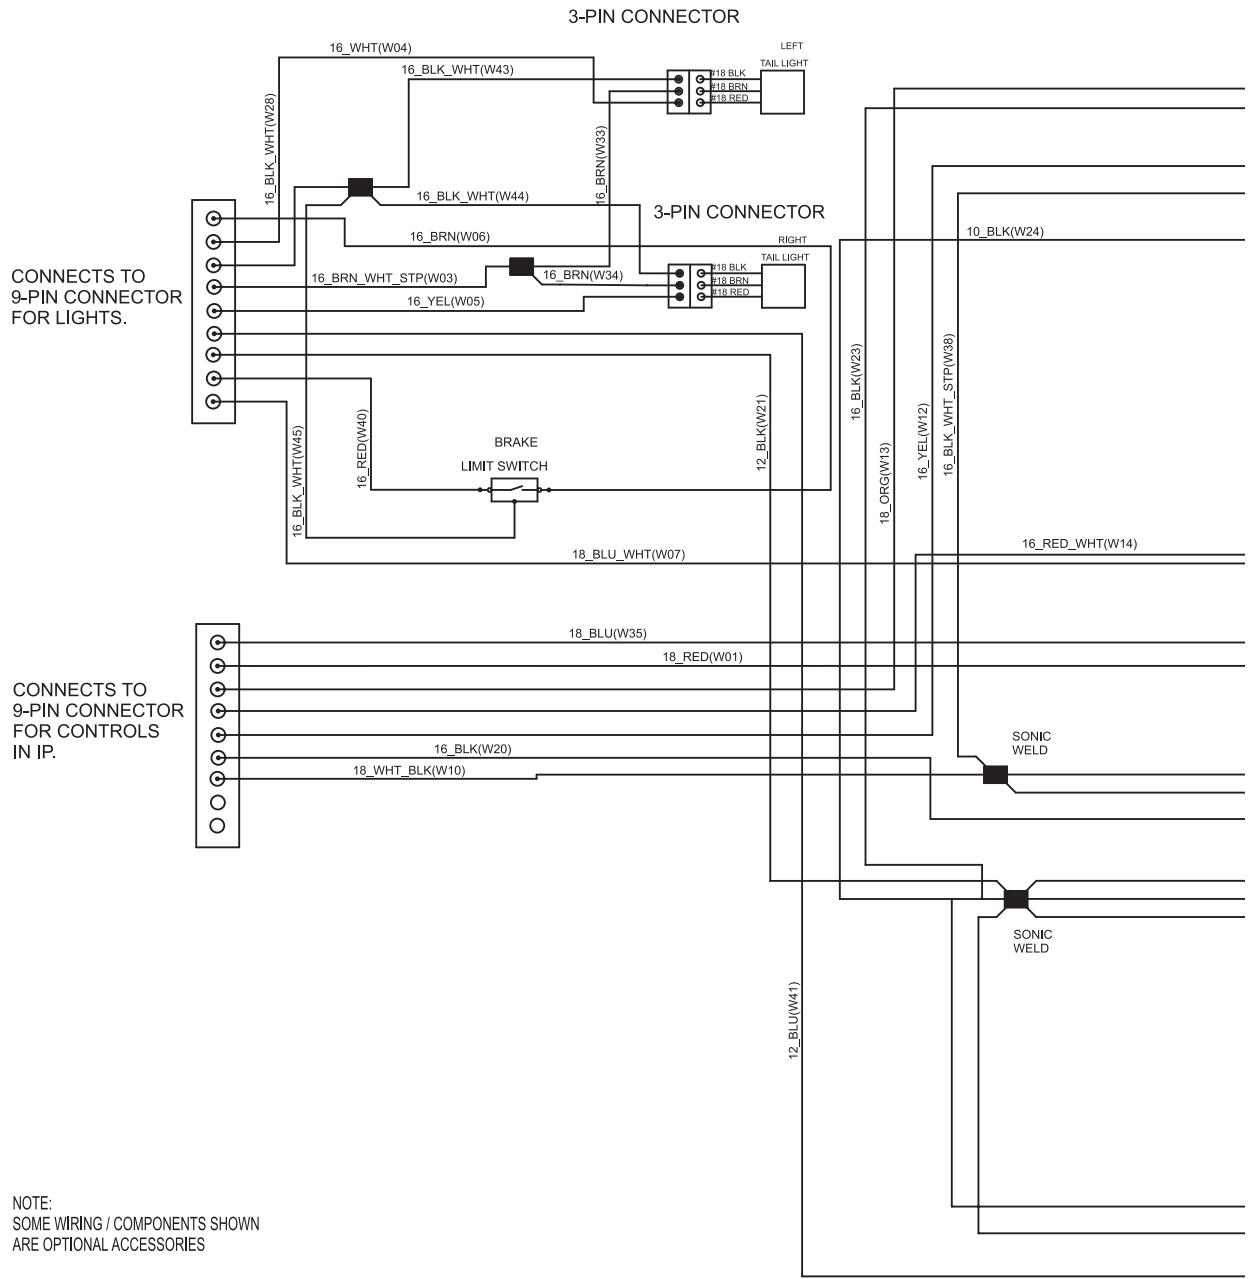 3-PIN CONNECTOR
16_WHT(W04)
LEFT
TAIL LIGHT
16_BLK_WHT(W43)
#18 BLK
#18 BRN
#18 RED
16_BLK_WHT(W28)
16_BRN(W33)
16_BLK_WHT(W44)
3-PIN CONNECTOR
16_BRN(W06)
RIGHT
TAIL LIGHT
10_BLK(W24)
CONNECTS TO
9-PIN CONNECTOR
FOR LIGHTS.
16_BRN_WHT_STP(W03)
16_BRN(W34)
#18 BLK
#18 BRN
#18 RED
16_YEL(W05)
16_BLK(W23)
16_BLK_WHT_STP(W38)
16_BLK_WHT(W45)
16_RED(W40)
BRAKE
LIMIT SWITCH
12_BLK(W21)
18_ORG(W13)
16_YEL(W12)
16_RED_WHT(W14)
18_BLU_WHT(W07)
18_BLU(W35)
18_RED(W01)
CONNECTS TO
9-PIN CONNECTOR
FOR CONTROLS
IN IP.
16_BLK(W20)
18_WHT_BLK(W10)
SONIC
WELD
SONIC
WELD
12_BLU(W41)
NOTE:
SOME WIRING / COMPONENTS SHOWN
ARE OPTIONAL ACCESSORIES